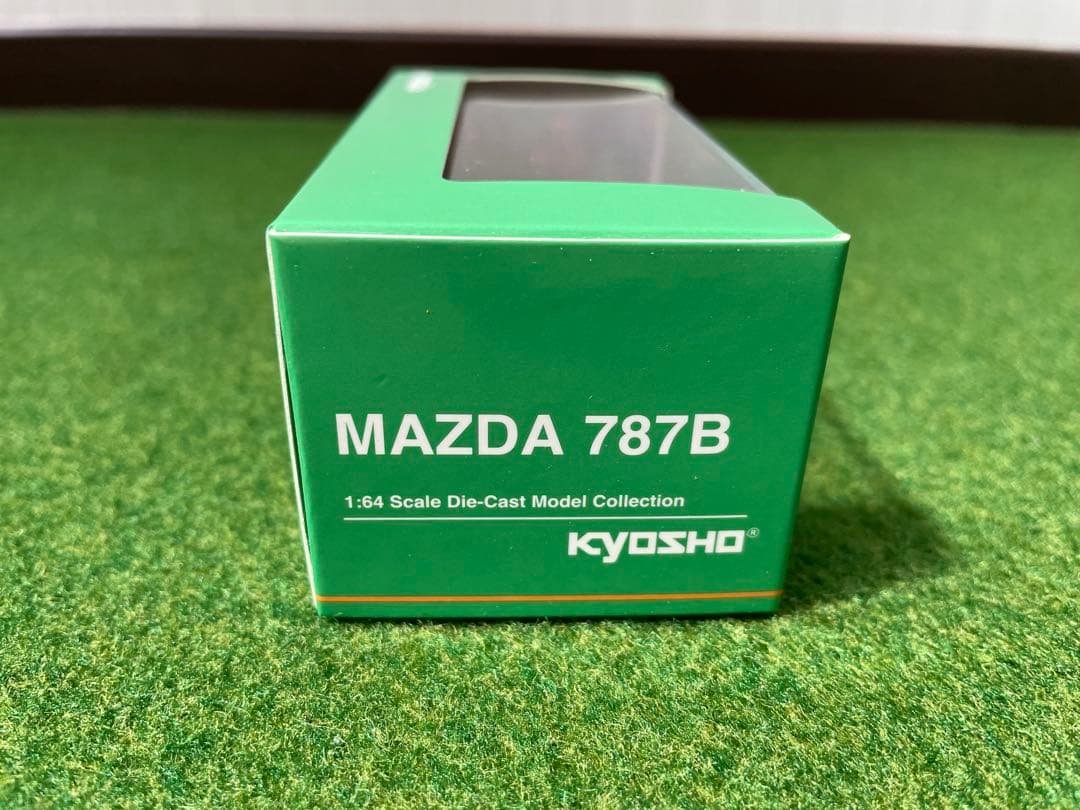 MAZDA 787B
1:64 Scale Die-Cast Model Collection
KYOSHO®